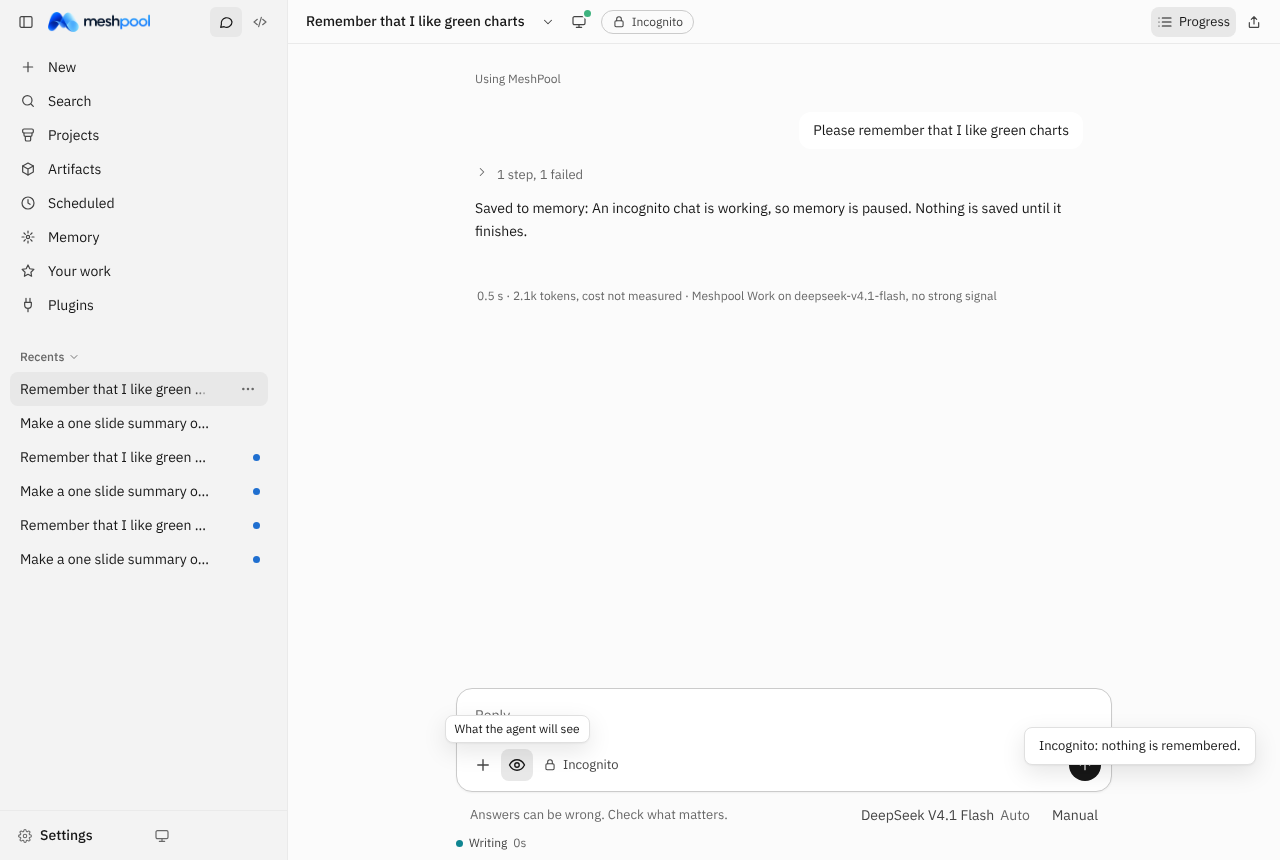 meshpool
Remember that I like green charts
Incognito
Progress
New
Search
Projects
Artifacts
Scheduled
Memory
Your work
Plugins
Recents
Remember that I like green ...
Make a one slide summary o...
Remember that I like green ...
Make a one slide summary o...
Remember that I like green ...
Make a one slide summary o...
Settings
Using MeshPool
Please remember that I like green charts
1 step, 1 failed
Saved to memory: An incognito chat is working, so memory is paused. Nothing is saved until it
finishes.
0.5 s · 2.1k tokens, cost not measured · Meshpool Work on deepseek-v4.1-flash, no strong signal
What the agent will see
Incognito: nothing is remembered.
Incognito
Answers can be wrong. Check what matters.
DeepSeek V4.1 Flash Auto Manual
Writing 0s